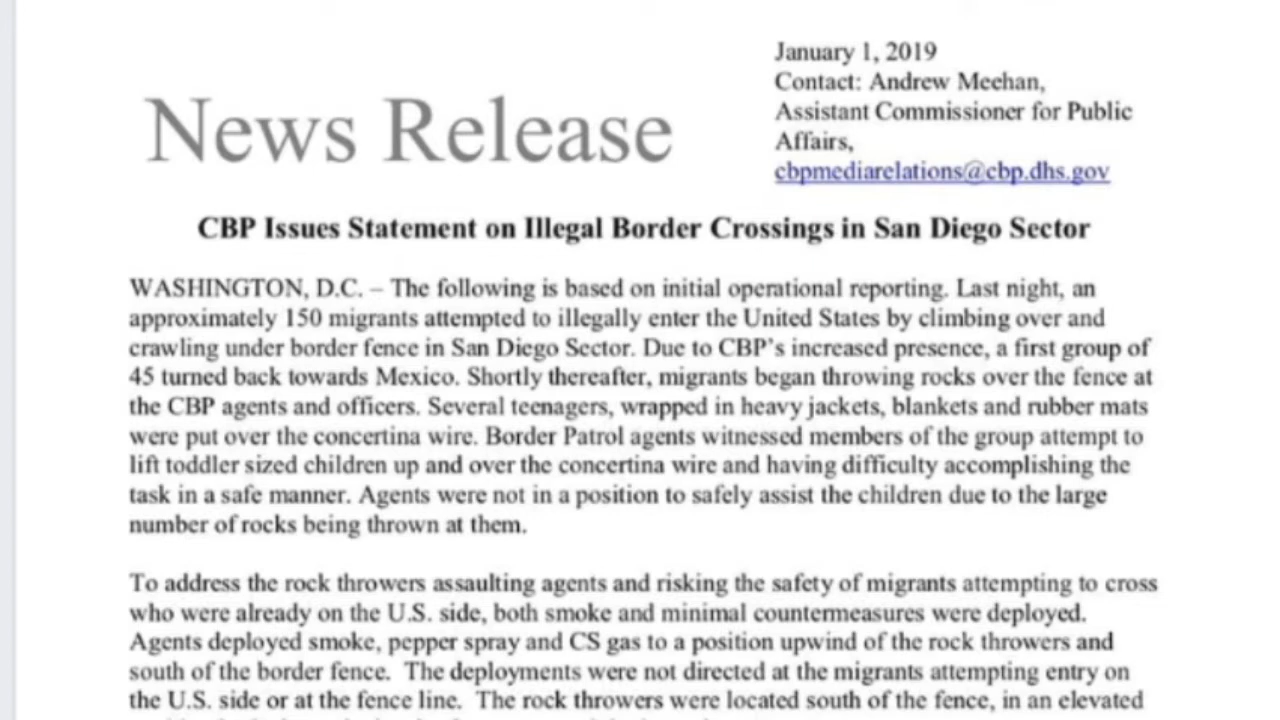 January 1, 2019
Contact: Andrew Meehan,
Assistant Commissioner for Public
Affairs,
cbpmediarelations@cbp.dhs.gov
News Release
CBP Issues Statement on Illegal Border Crossings in San Diego Sector
WASHINGTON, D.C. – The following is based on initial operational reporting. Last night, an
approximately 150 migrants attempted to illegally enter the United States by climbing over and
crawling under border fence in San Diego Sector. Due to CBP's increased presence, a first group of
45 turned back towards Mexico. Shortly thereafter, migrants began throwing rocks over the fence at
the CBP agents and officers. Several teenagers, wrapped in heavy jackets, blankets and rubber mats
were put over the concertina wire. Border Patrol agents witnessed members of the group attempt to
lift toddler sized children up and over the concertina wire and having difficulty accomplishing the
task in a safe manner. Agents were not in a position to safely assist the children due to the large
number of rocks being thrown at them.
To address the rock throwers assaulting agents and risking the safety of migrants attempting to cross
who were already on the U.S. side, both smoke and minimal countermeasures were deployed.
Agents deployed smoke, pepper spray and CS gas to a position upwind of the rock throwers and
south of the border fence. The deployments were not directed at the migrants attempting entry on
the U.S. side or at the fence line. The rock throwers were located south of the fence, in an elevated